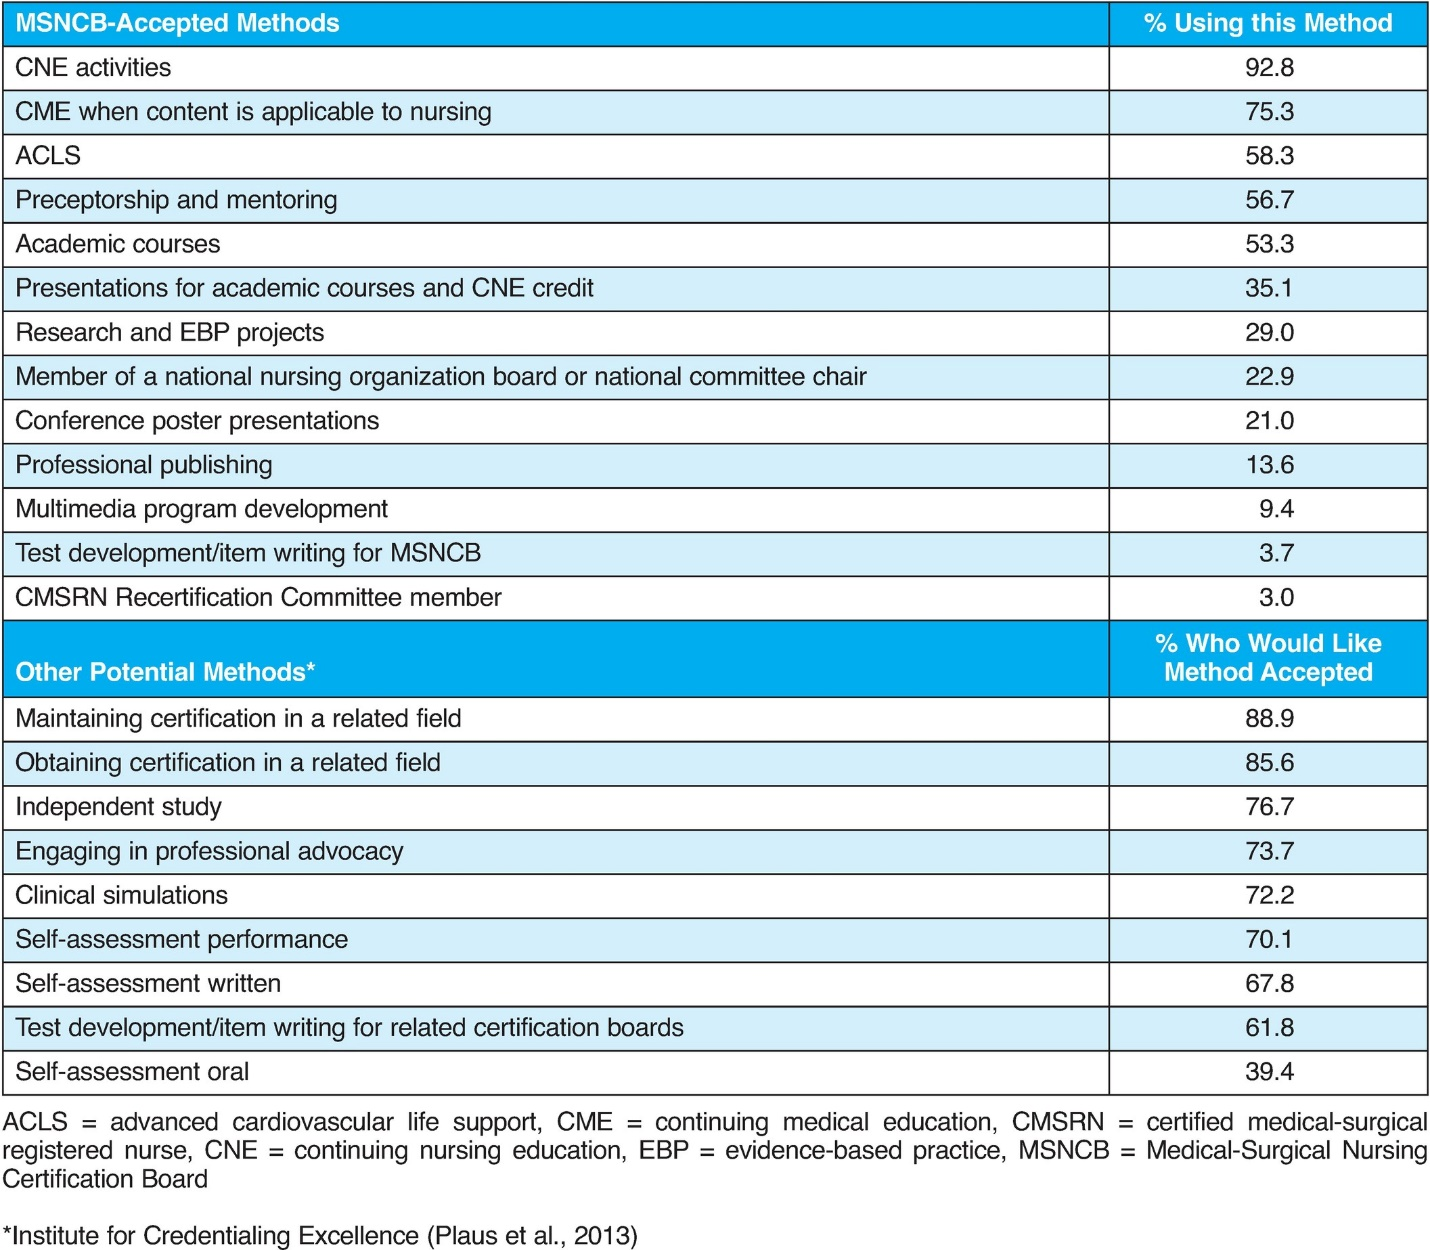 MSNCB-Accepted Methods % Using this Method
CNE activities 92.8
CME when content is applicable to nursing 75.3
ACLS 58.3
Preceptorship and mentoring 56.7
Academic courses 53.3
Presentations for academic courses and CNE credit 35.1
Research and EBP projects 29.0
Member of a national nursing organization board or national committee chair 22.9
Conference poster presentations 21.0
Professional publishing 13.6
Multimedia program development 9.4
Test development/item writing for MSNCB 3.7
CMSRN Recertification Committee member 3.0
% Who Would Like
Other Potential Methods* Method Accepted
Maintaining certification in a related field 88.9
Obtaining certification in a related field 85.6
Independent study 76.7
Engaging in professional advocacy 73.7
Clinical simulations 72.2
Self-assessment performance 70.1
Self-assessment written 67.8
Test development/item writing for related certification boards 61.8
Self-assessment oral 39.4
ACLS = advanced cardiovascular life support, CME = continuing medical education, CMSRN = certified medical-surgical
registered nurse, CNE = continuing nursing education, EBP = evidence-based practice, MSNCB = Medical-Surgical Nursing
Certification Board
*Institute for Credentialing Excellence (Plaus et al., 2013)